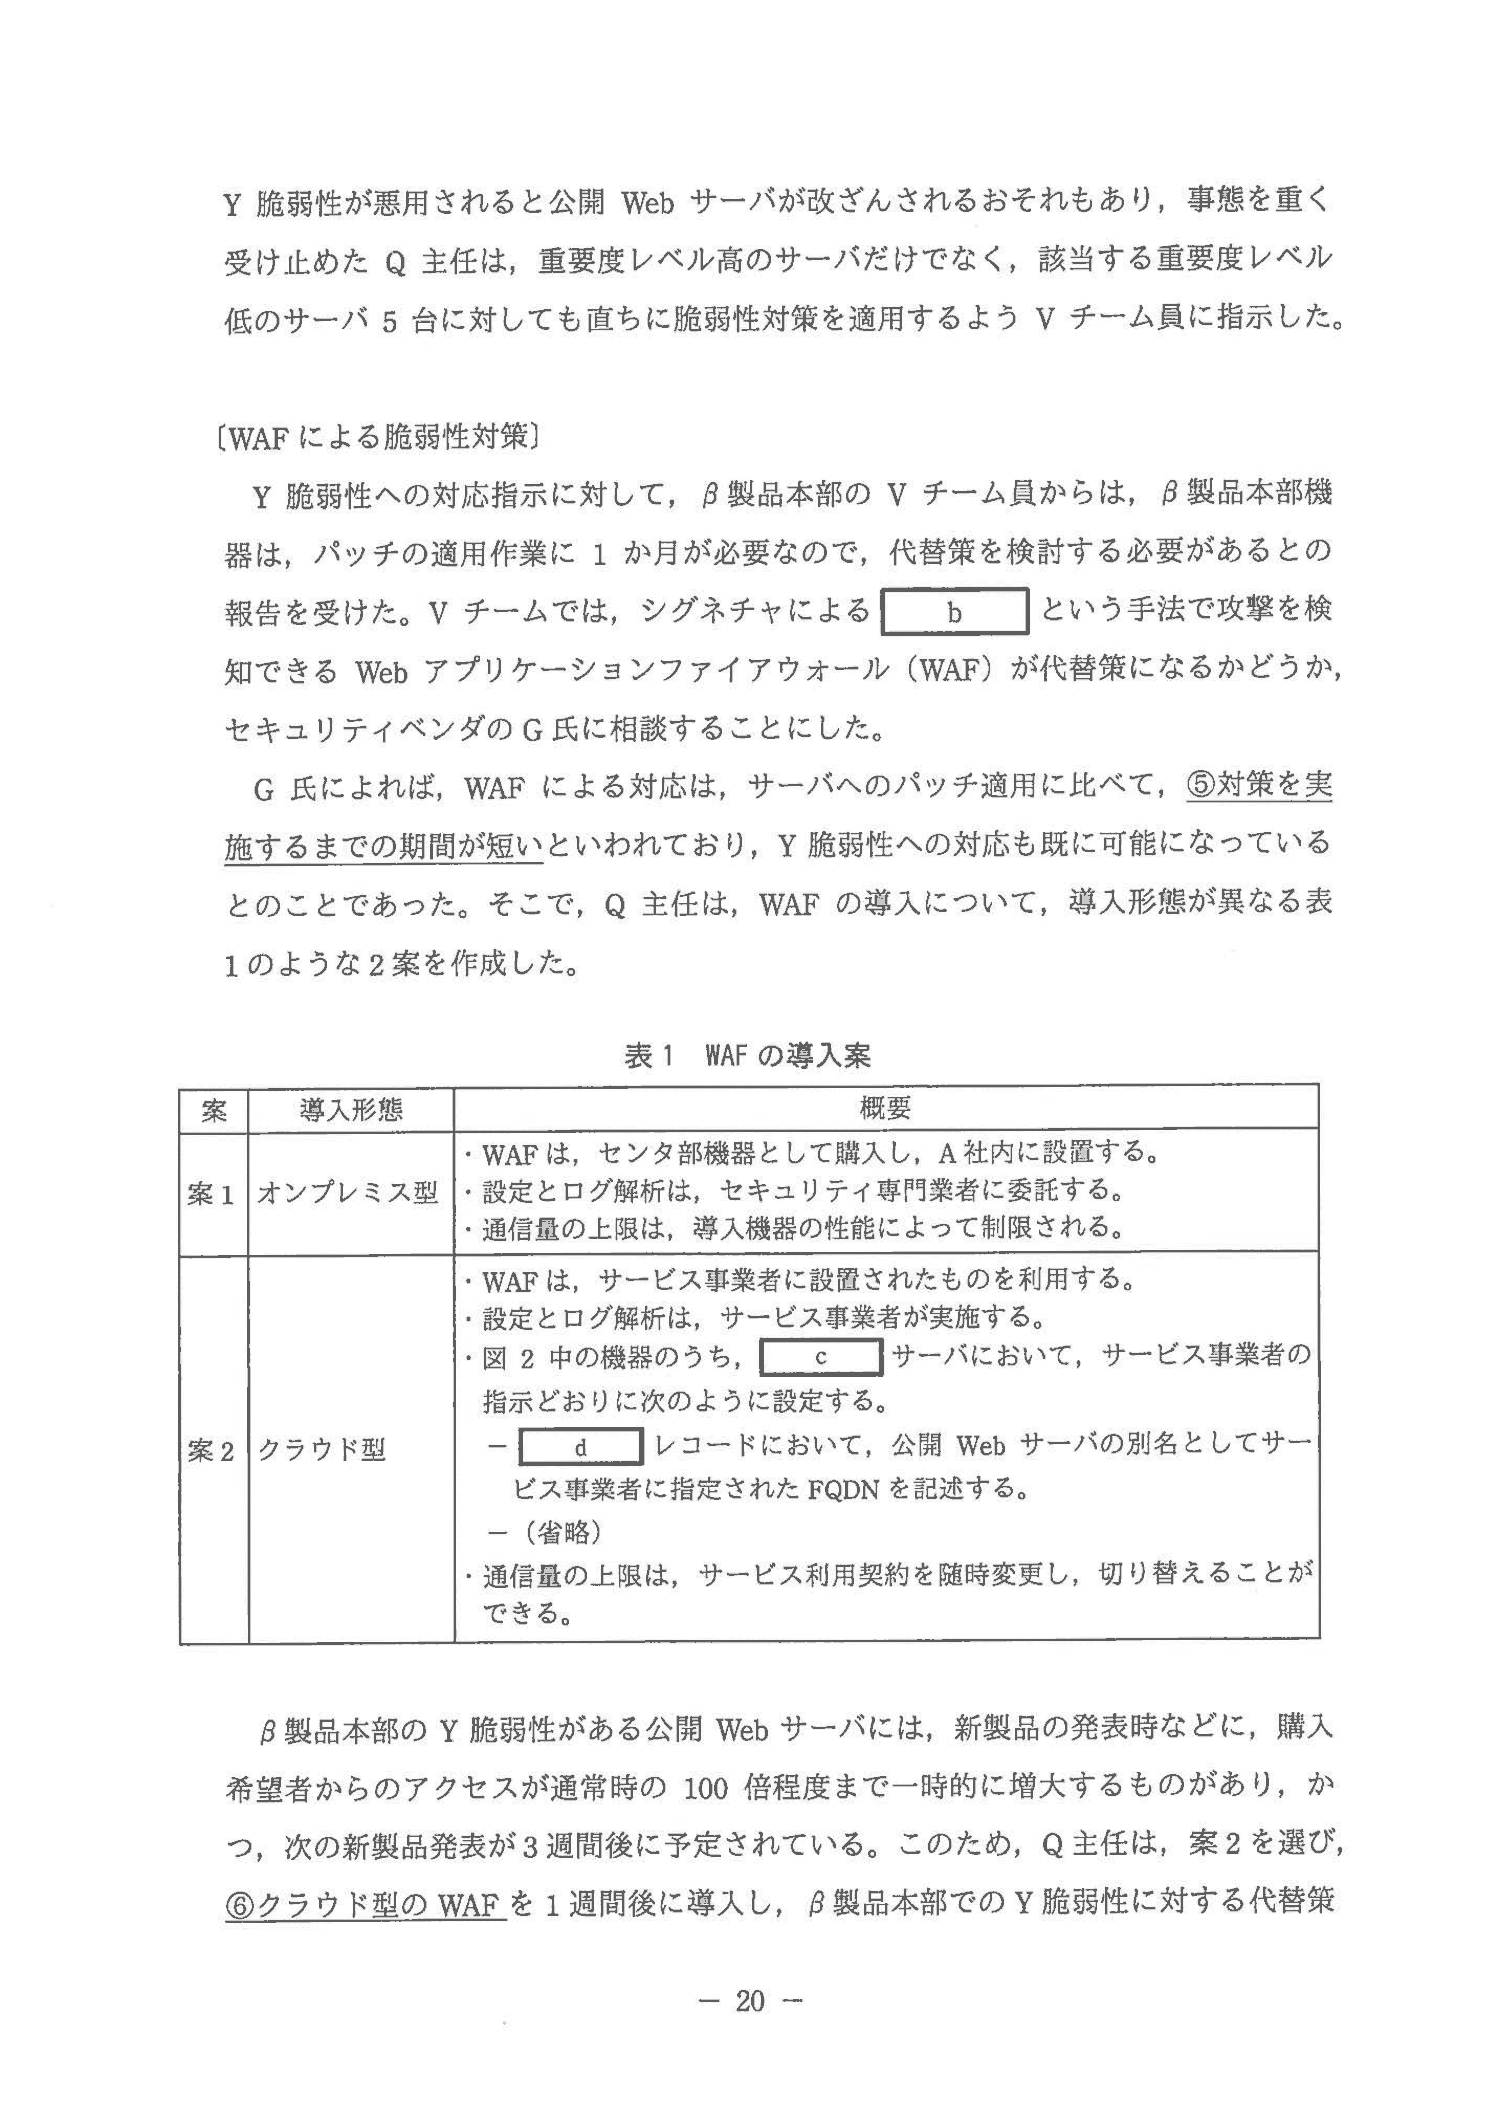 Y 脆弱性が悪用されると公開 Web サーバが改ざんされるおそれもあり，事態を重く
受け止めた Q 主任は，重要度レベル高のサーバだけでなく，該当する重要度レベル
低のサーバ 5 台に対しても直ちに脆弱性対策を適用するよう V チーム員に指示した。
〔WAF による脆弱性対策〕
Y 脆弱性への対応指示に対して，β製品本部の V チーム員からは，β製品本部機
器は，パッチの適用作業に 1 か月が必要なので，代替策を検討する必要があるとの
報告を受けた。V チームでは，シグネチャによる b という手法で攻撃を検
知できる Web アプリケーションファイアウォール（WAF）が代替策になるかどうか，
セキュリティベンダの G 氏に相談することにした。
G 氏によれば，WAF による対応は，サーバへのパッチ適用に比べて，⑤対策を実
施するまでの期間が短いといわれており，Y 脆弱性への対応も既に可能になっている
とのことであった。そこで，Q 主任は，WAF の導入について，導入形態が異なる表
1 のような 2 案を作成した。
表 1　WAF の導入案
案 導入形態 概要
案 1 オンプレミス型
・WAF は，センタ部機器として購入し，A 社内に設置する。
・設定とログ解析は，セキュリティ専門業者に委託する。
・通信量の上限は，導入機器の性能によって制限される。
案 2 クラウド型
・WAF は，サービス事業者に設置されたものを利用する。
・設定とログ解析は，サービス事業者が実施する。
・図 2 中の機器のうち， c サーバにおいて，サービス事業者の
指示どおりに次のように設定する。
－ d レコードにおいて，公開 Web サーバの別名としてサー
ビス事業者に指定された FQDN を記述する。
－（省略）
・通信量の上限は，サービス利用契約を随時変更し，切り替えることが
できる。
β製品本部の Y 脆弱性がある公開 Web サーバには，新製品の発表時などに，購入
希望者からのアクセスが通常時の 100 倍程度まで一時的に増大するものがあり，か
つ，次の新製品発表が 3 週間後に予定されている。このため，Q 主任は，案 2 を選び，
⑥クラウド型の WAF を 1 週間後に導入し，β製品本部での Y 脆弱性に対する代替策
－ 20 －